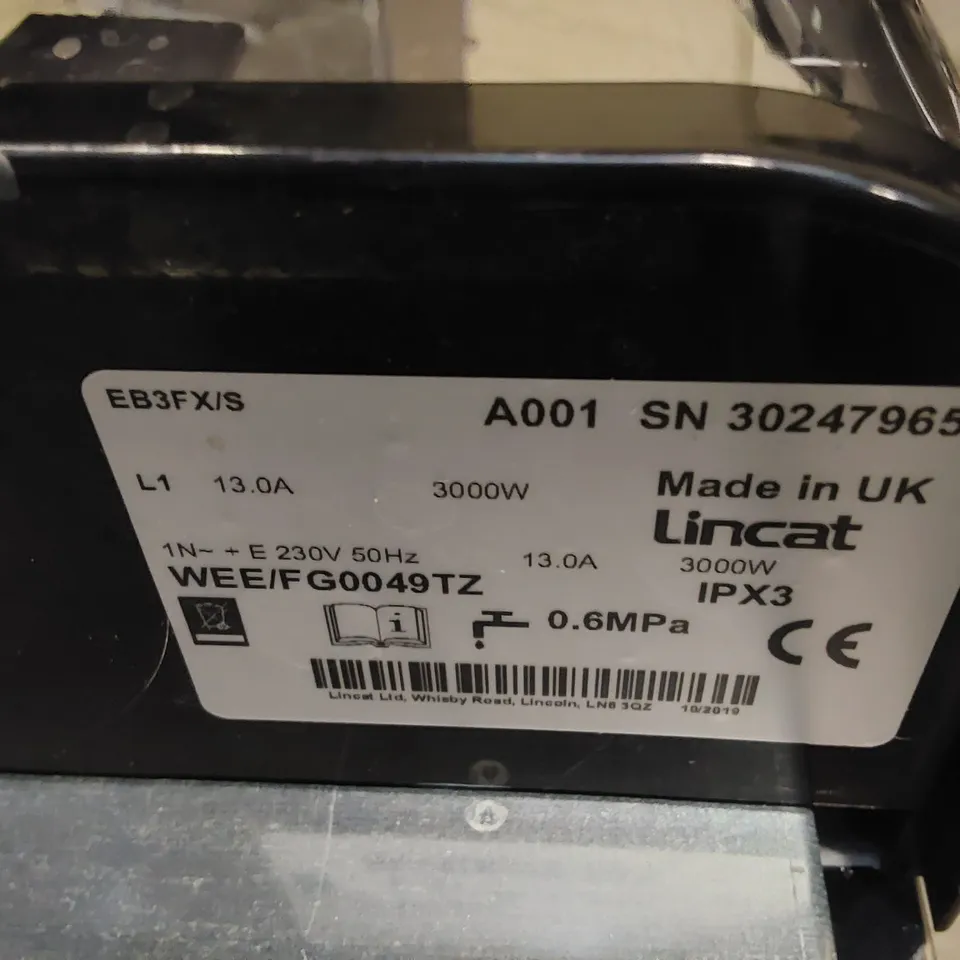 EB3FX/S
A001 SN 30247965
L1 13.0A 3000W
Made in UK
Lincat
1N~ + E 230V 50Hz 13.0A 3000W
WEE/FG0049TZ
IPX3
i
0.6MPa
CE
Lincat Ltd, Whisby Road, Lincoln, LN6 3QZ 10/2019